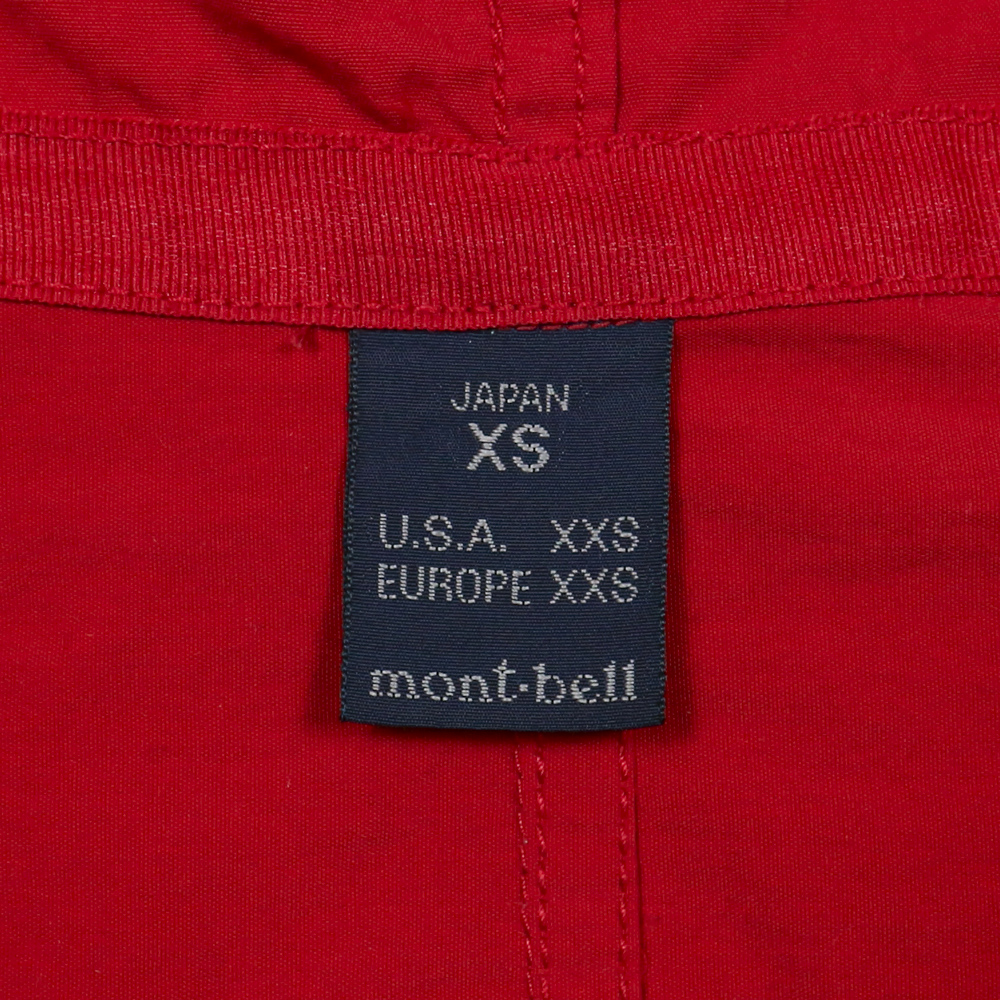 JAPAN
XS
U.S.A. XXS
EUROPE XXS
mont-bell